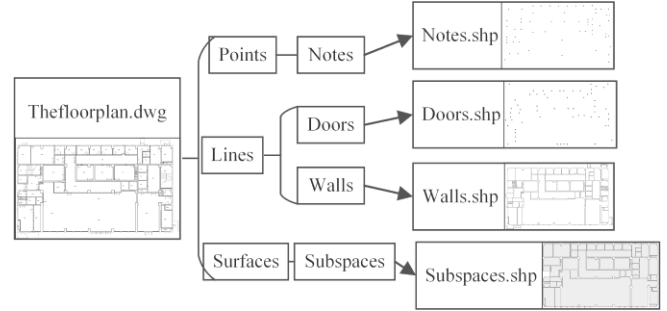 Thefloorplan.dwg
Points
Notes
Notes.shp
Lines
Doors
Doors.shp
Walls
Walls.shp
Surfaces
Subspaces
Subspaces.shp